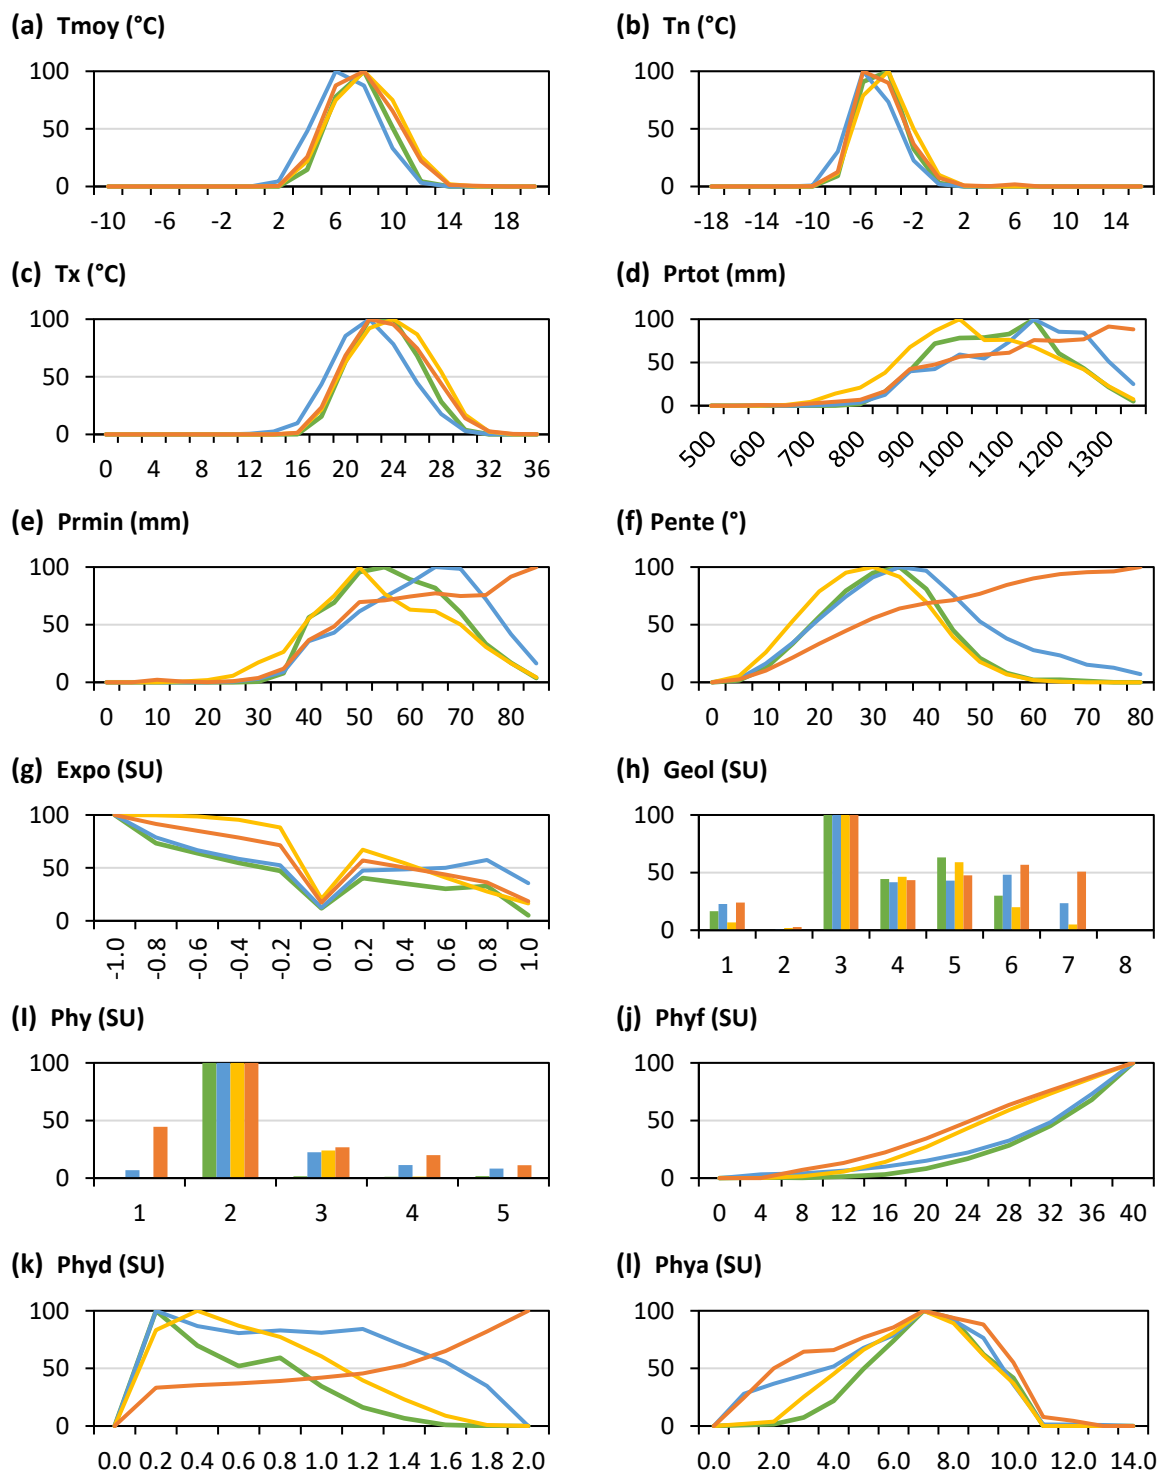 (a) Tmoy (°C)
100
50
0
-10 -6 -2 2 6 10 14 18
(b) Tn (°C)
100
50
0
-18 -14 -10 -6 -2 2 6 10 14
(c) Tx (°C)
100
50
0
0 4 8 12 16 20 24 28 32 36
(d) Prtot (mm)
100
50
0
500 600 700 800 900 1000 1100 1200 1300
(e) Prmin (mm)
100
50
0
0 10 20 30 40 50 60 70 80
(f) Pente (°)
100
50
0
0 10 20 30 40 50 60 70 80
(g) Expo (SU)
100
50
0
-1.0 -0.8 -0.6 -0.4 -0.2 0.0 0.2 0.4 0.6 0.8 1.0
(h) Geol (SU)
100
50
0
1 2 3 4 5 6 7 8
(I) Phy (SU)
100
50
0
1 2 3 4 5
(j) Phyf (SU)
100
50
0
0 4 8 12 16 20 24 28 32 36 40
(k) Phyd (SU)
100
50
0
0.0 0.2 0.4 0.6 0.8 1.0 1.2 1.4 1.6 1.8 2.0
(l) Phya (SU)
100
50
0
0.0 2.0 4.0 6.0 8.0 10.0 12.0 14.0